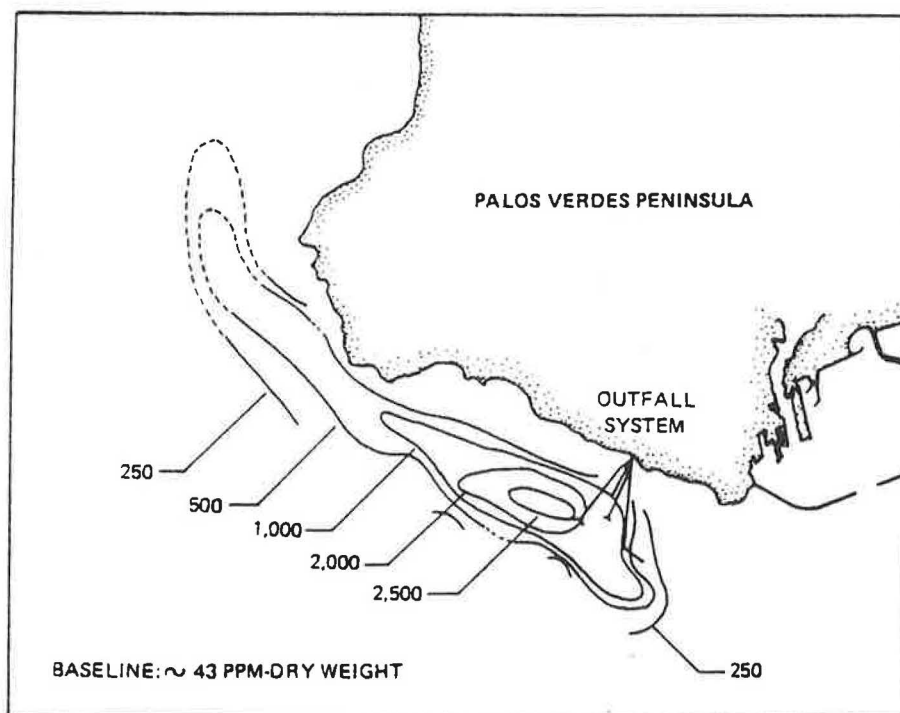 PALOS VERDES PENINSULA
OUTFALL
SYSTEM
250
500
1,000
2,000
2,500
250
BASELINE: ~ 43 PPM-DRY WEIGHT